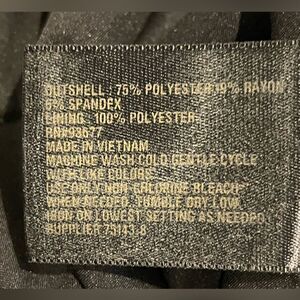 OUTSHELL : 75% POLYESTER 19% RAYON
6% SPANDEX
LINING: 100% POLYESTER
MADE IN VIETNAM
MACHINE WASH COLD GENTLE CYCLE
WITH LIKE COLORS.
USE ONLY NON-CHLORINE BLEACH
WHEN NEEDED. TUMBLE DRY LOW.
IRON ON LOWEST SETTING AS NEEDED
SUPPLIER 75143.8